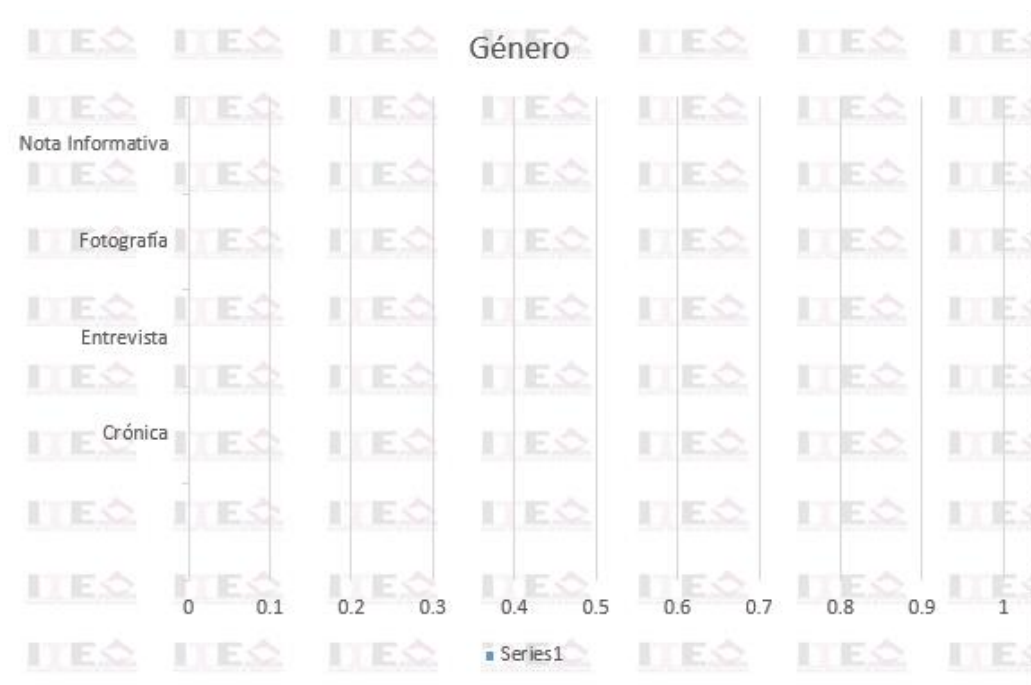 Género
Nota Informativa
Fotografía
Entrevista
Crónica
0 0.1 0.2 0.3 0.4 0.5 0.6 0.7 0.8 0.9 1
Series1